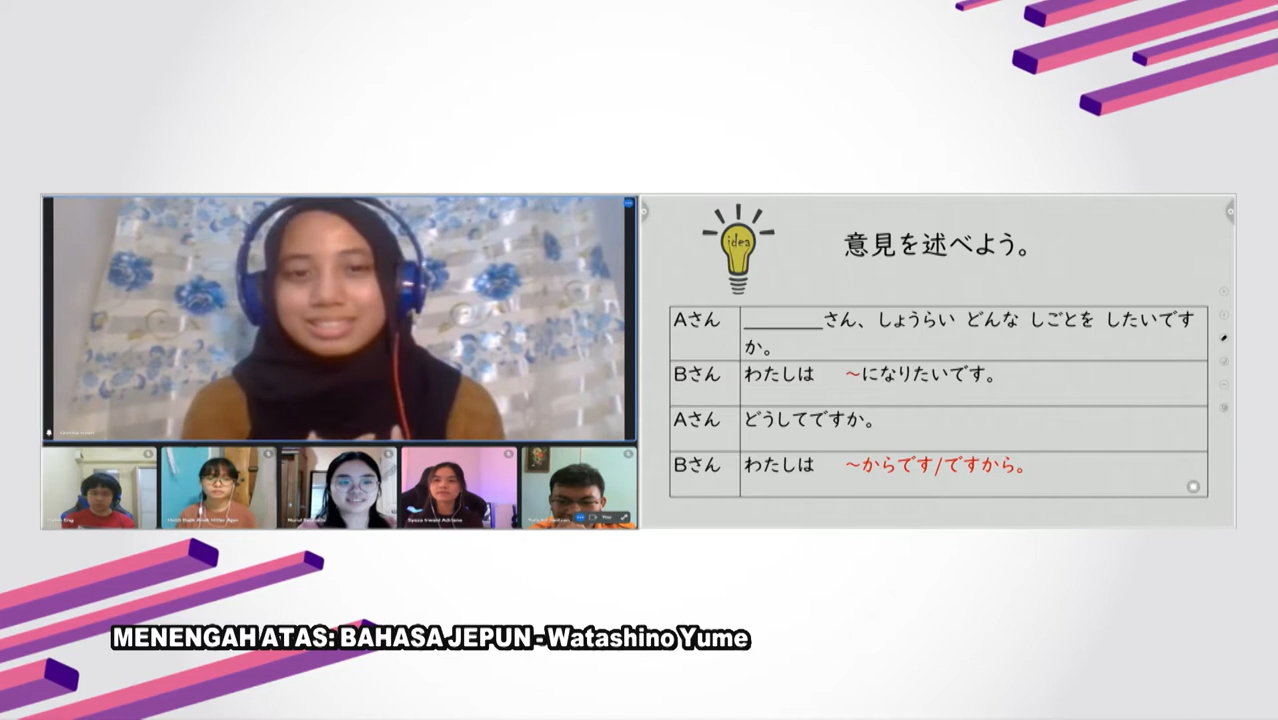 idea
意見を述べよう。
Aさん
________さん、しょうらい どんな しごとを したいです
か。
Bさん
わたしは ～になりたいです。
Aさん
どうしてですか。
Bさん
わたしは ～からです/ですから。
You
MENENGAH ATAS: BAHASA JEPUN - Watashino Yume